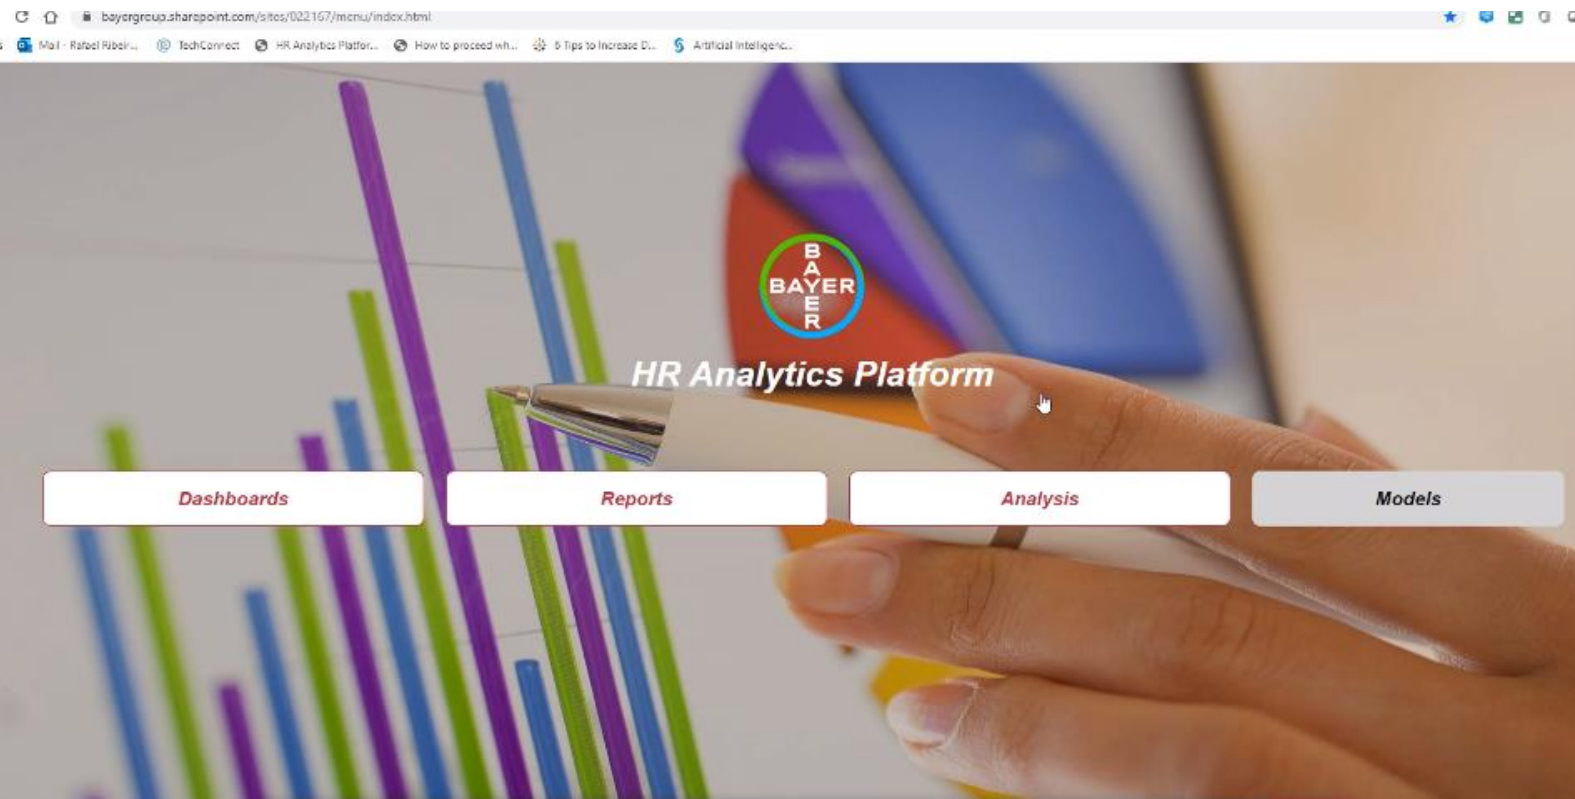 bayergroup.sharepoint.com/sites/022167/menu/index.html
Mail - Rafael Ribeir... TechConnect HR Analytics Platfor... How to proceed wh... 6 Tips to Increase D... Artificial Intelligenc...
BAYER
BAYER
HR Analytics Platform
Dashboards Reports Analysis Models